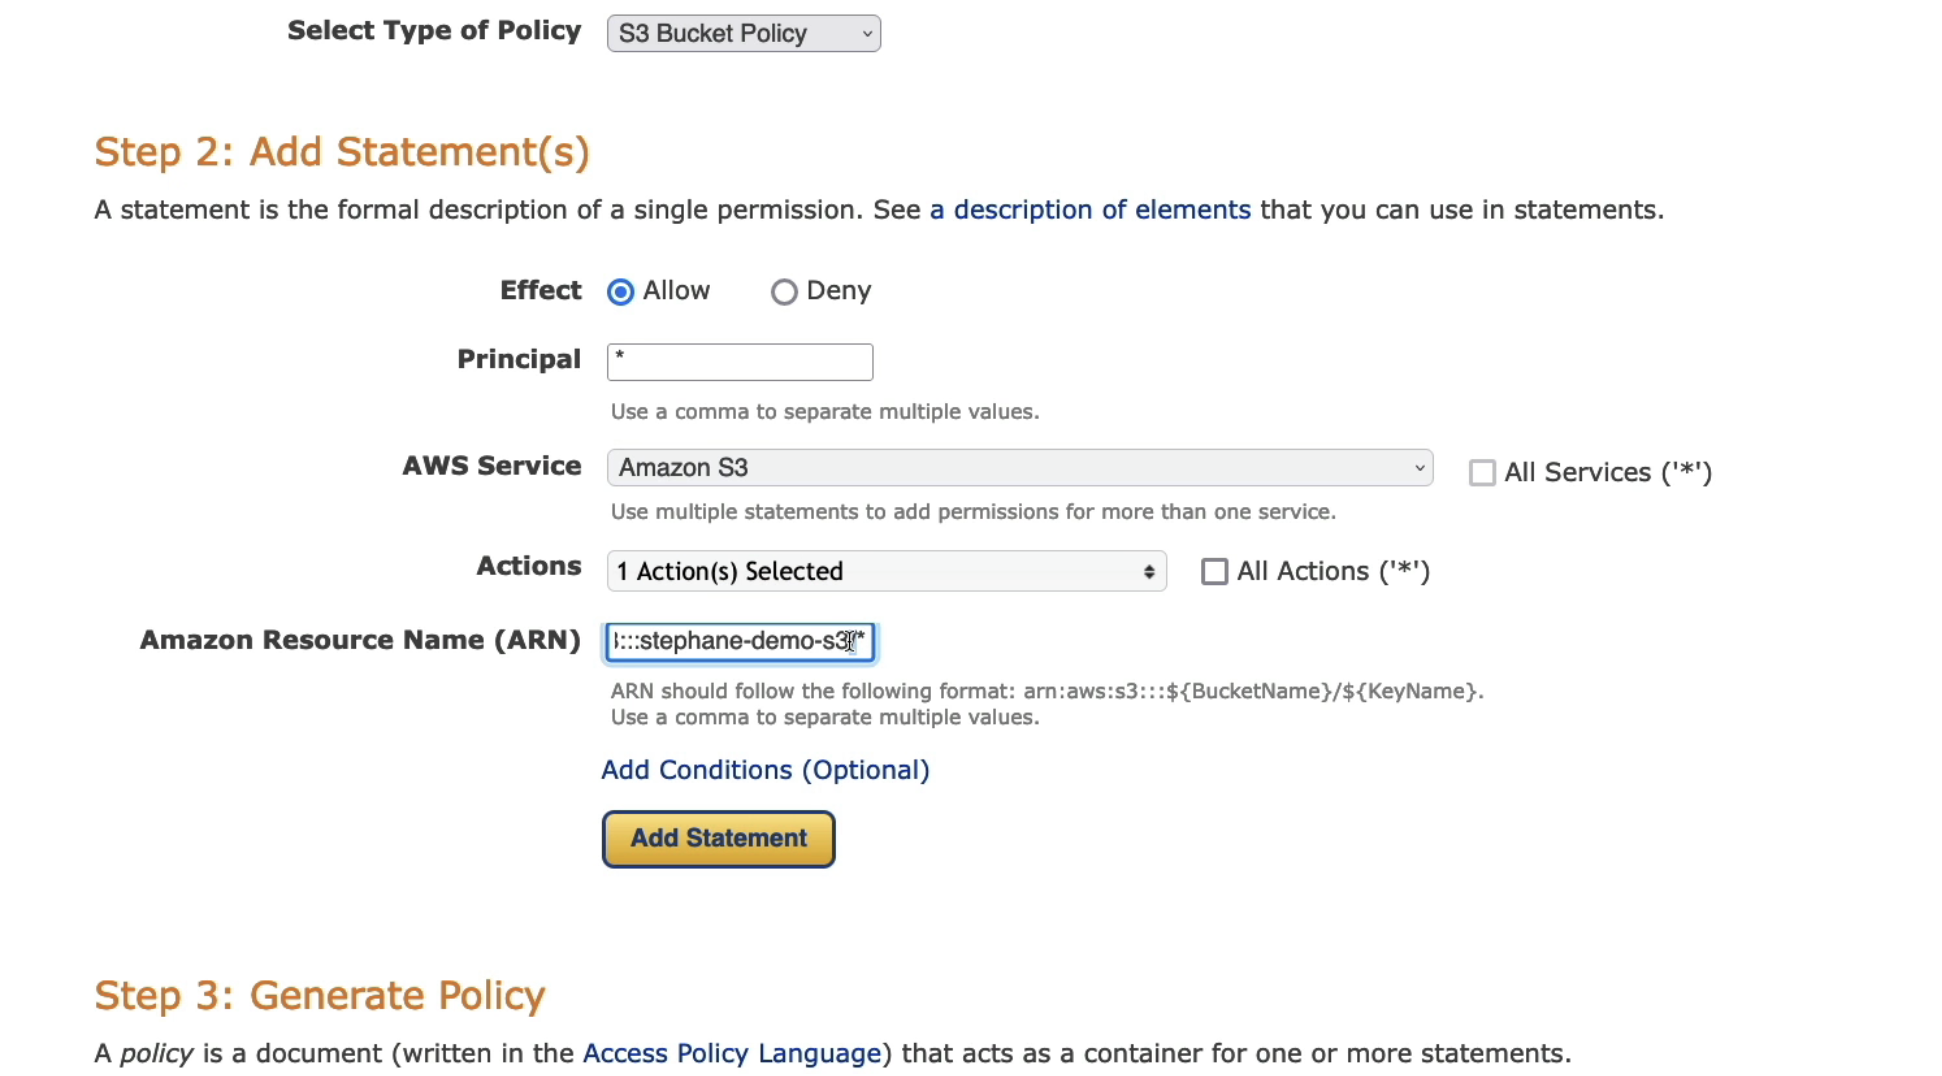 Select Type of Policy S3 Bucket Policy
Step 2: Add Statement(s)
A statement is the formal description of a single permission. See a description of elements that you can use in statements.
Effect Allow Deny
Principal *
Use a comma to separate multiple values.
AWS Service Amazon S3 All Services ('*')
Use multiple statements to add permissions for more than one service.
Actions 1 Action(s) Selected All Actions ('*')
Amazon Resource Name (ARN) :::stephane-demo-s3/*
ARN should follow the following format: arn:aws:s3:::${BucketName}/${KeyName}.
Use a comma to separate multiple values.
Add Conditions (Optional)
Add Statement
Step 3: Generate Policy
A policy is a document (written in the Access Policy Language) that acts as a container for one or more statements.